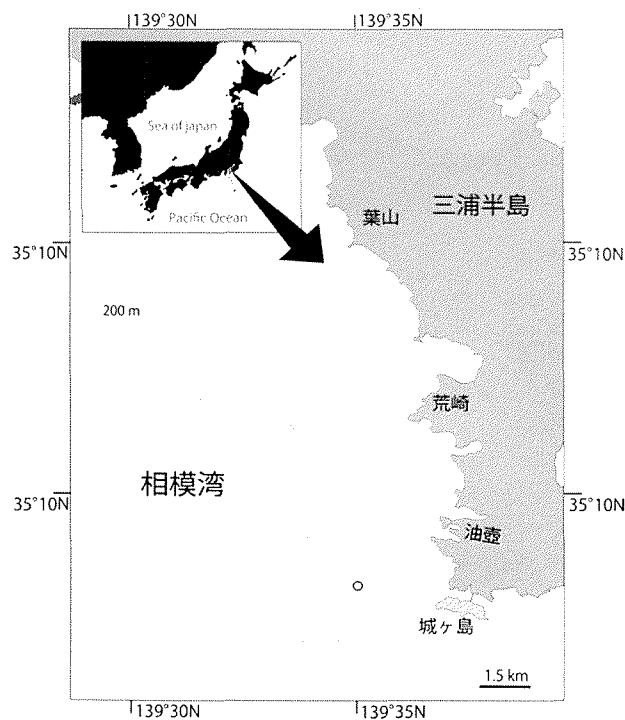 139°30N
139°35N
Sea of Japan
Pacific Ocean
三浦半島
葉山
35°10N
35°10N
200 m
荒崎
相模湾
35°10N
35°10N
油壺
城ヶ島
1.5 km
139°30N
139°35N